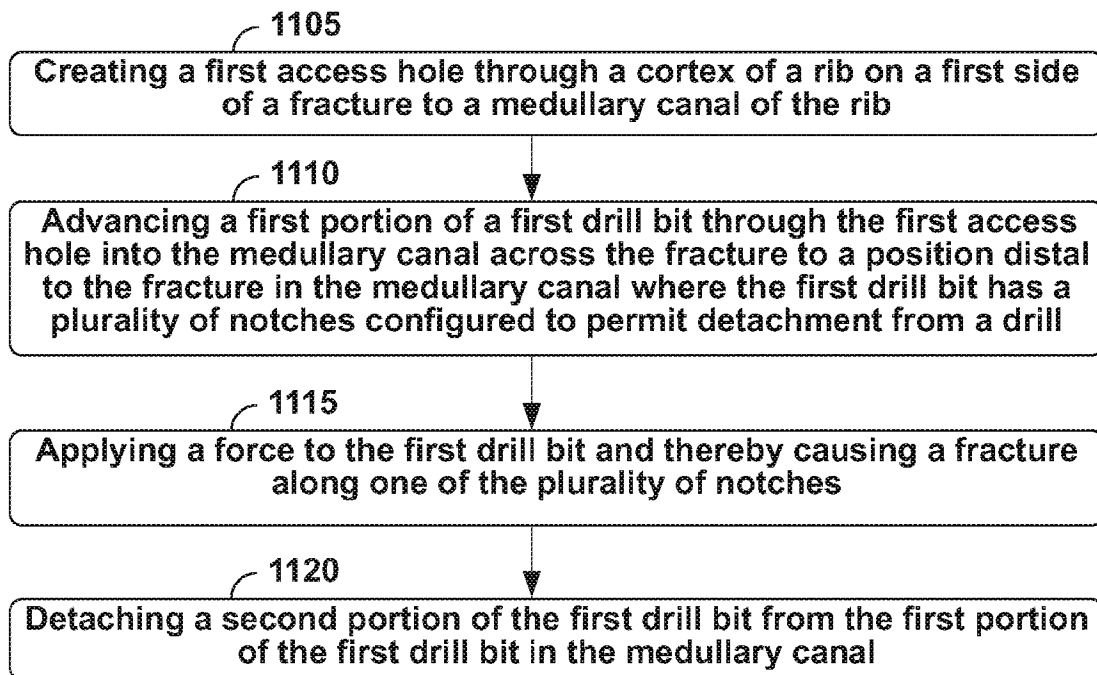 1105
Creating a first access hole through a cortex of a rib on a first side
of a fracture to a medullary canal of the rib
1110
Advancing a first portion of a first drill bit through the first access
hole into the medullary canal across the fracture to a position distal
to the fracture in the medullary canal where the first drill bit has a
plurality of notches configured to permit detachment from a drill
1115
Applying a force to the first drill bit and thereby causing a fracture
along one of the plurality of notches
1120
Detaching a second portion of the first drill bit from the first portion
of the first drill bit in the medullary canal